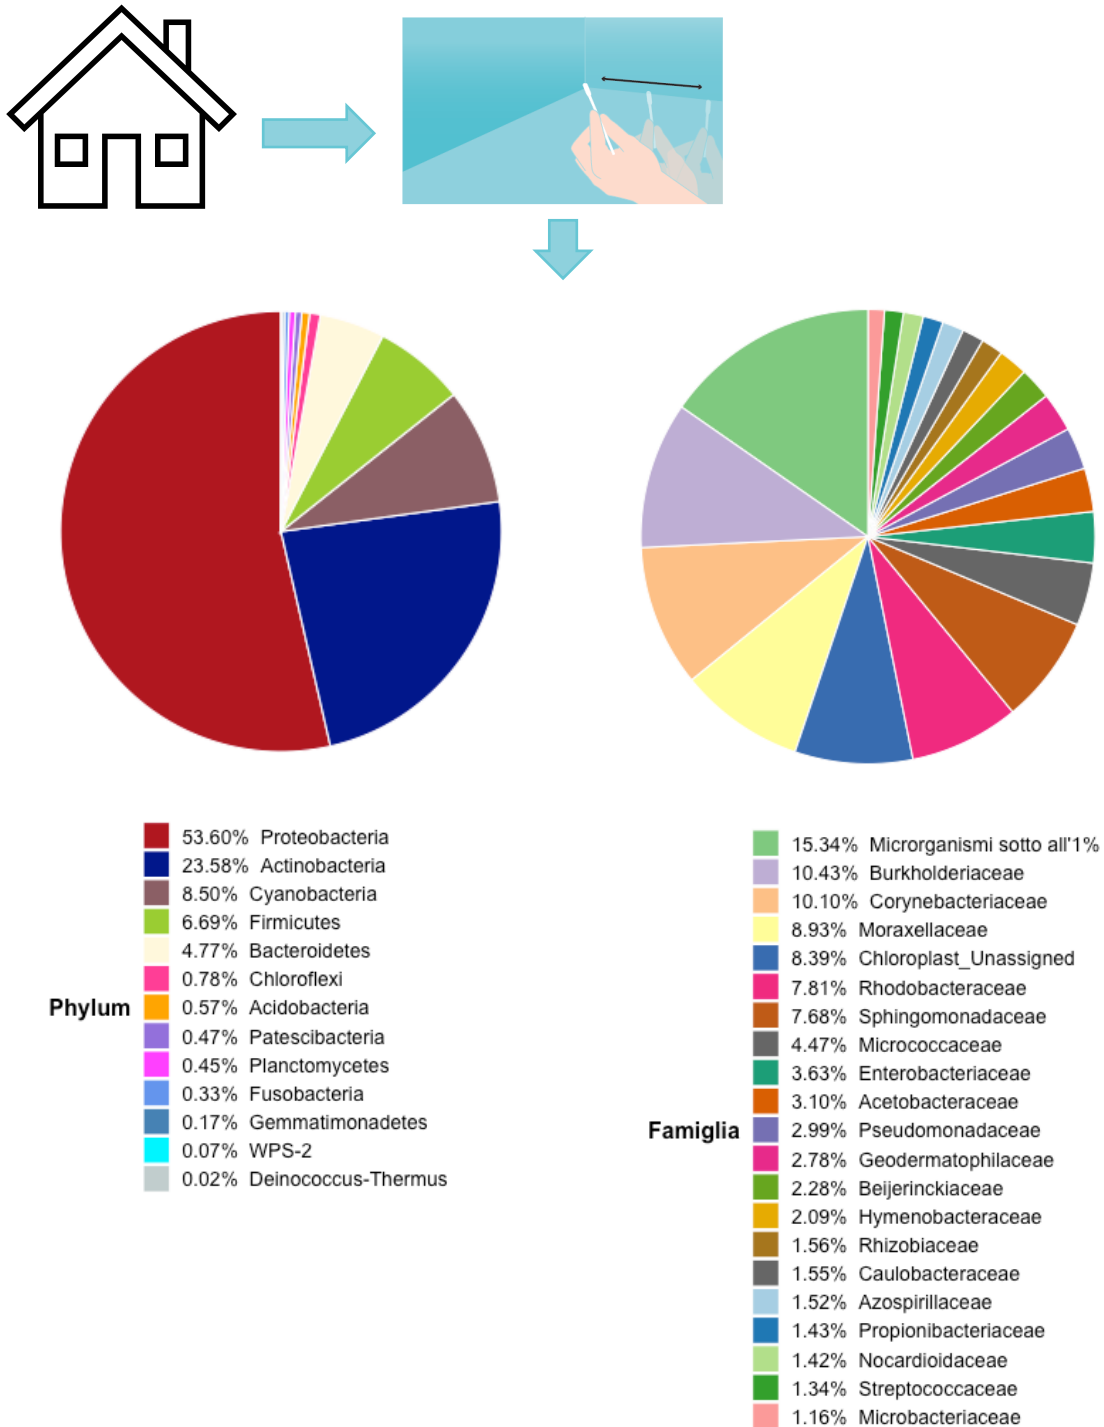 Phylum
53.60% Proteobacteria
23.58% Actinobacteria
8.50% Cyanobacteria
6.69% Firmicutes
4.77% Bacteroidetes
0.78% Chloroflexi
0.57% Acidobacteria
0.47% Patescibacteria
0.45% Planctomycetes
0.33% Fusobacteria
0.17% Gemmatimonadetes
0.07% WPS-2
0.02% Deinococcus-Thermus
Famiglia
15.34% Microrganismi sotto all'1%
10.43% Burkholderiaceae
10.10% Corynebacteriaceae
8.93% Moraxellaceae
8.39% Chloroplast_Unassigned
7.81% Rhodobacteraceae
7.68% Sphingomonadaceae
4.47% Micrococcaceae
3.63% Enterobacteriaceae
3.10% Acetobacteraceae
2.99% Pseudomonadaceae
2.78% Geodermatophilaceae
2.28% Beijerinckiaceae
2.09% Hymenobacteraceae
1.56% Rhizobiaceae
1.55% Caulobacteraceae
1.52% Azospirillaceae
1.43% Propionibacteriaceae
1.42% Nocardioidaceae
1.34% Streptococcaceae
1.16% Microbacteriaceae